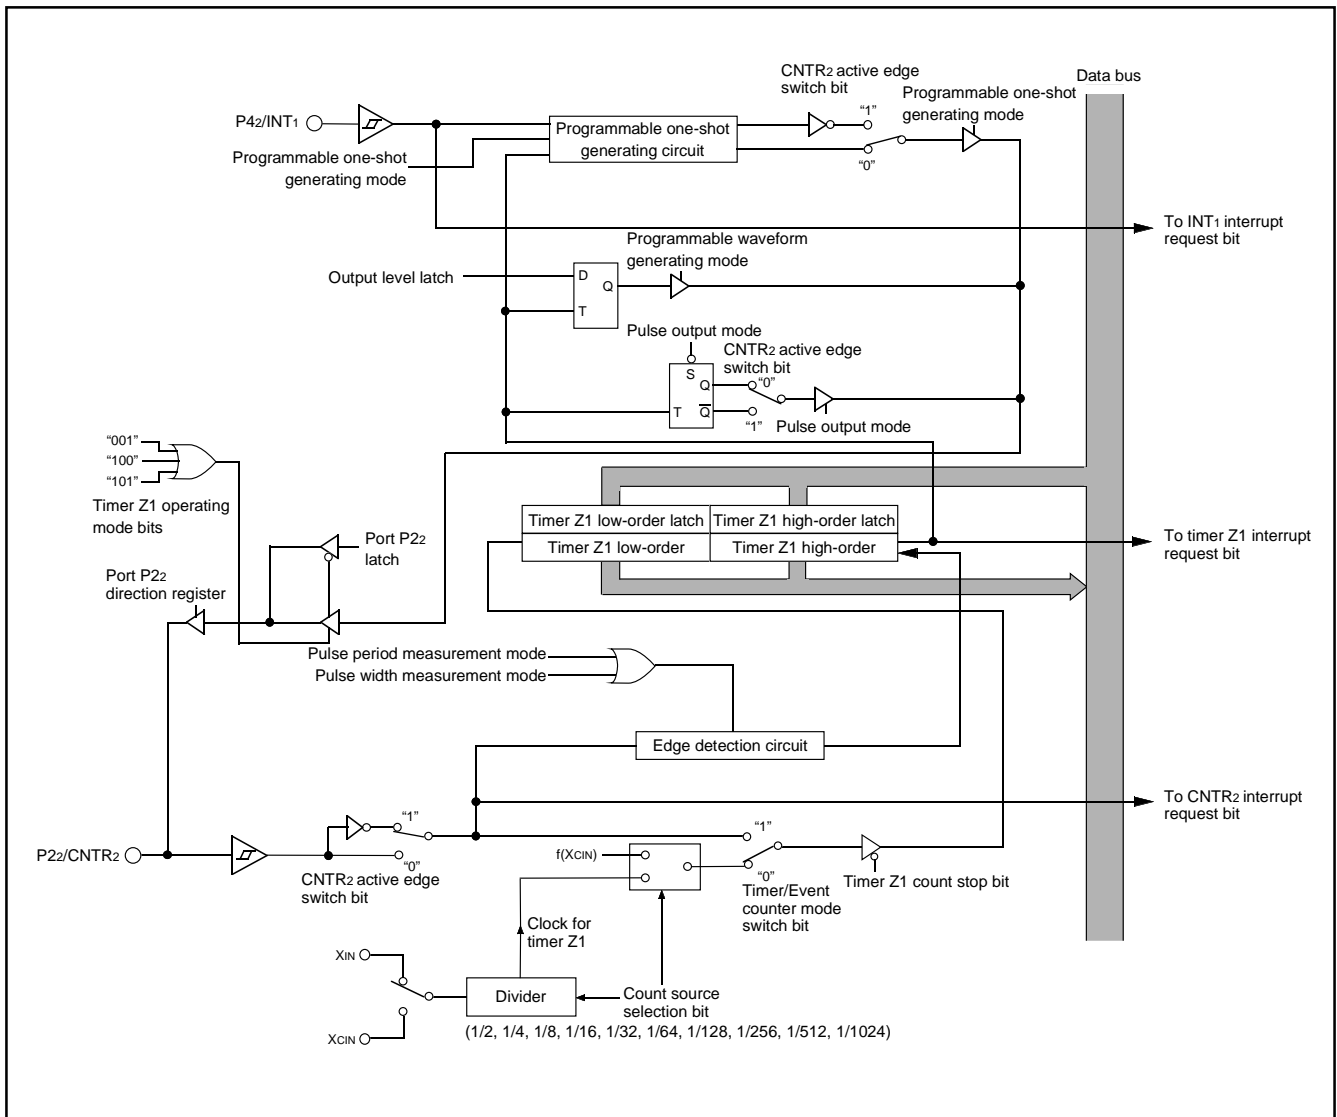 CNTR2 active edge
switch bit
Data bus
P42/INT1
“1”
Programmable one-shot
generating mode
Programmable one-shot
generating circuit
“0”
Programmable one-shot
generating mode
To INT1 interrupt
request bit
Programmable waveform
generating mode
Output level latch
D
Q
T
Pulse output mode
CNTR2 active edge
switch bit
S
Q
“0”
T
Q
“1”
Pulse output mode
“001”
“100”
“101”
Timer Z1 operating
mode bits
Timer Z1 low-order latch
Timer Z1 high-order latch
Timer Z1 low-order
Timer Z1 high-order
To timer Z1 interrupt
request bit
Port P22
latch
Port P22
direction register
Pulse period measurement mode
Pulse width measurement mode
Edge detection circuit
To CNTR2 interrupt
request bit
P22/CNTR2
“1”
“0”
CNTR2 active edge
switch bit
“1”
f(XCIN)
“0”
Timer/Event
counter mode
switch bit
Timer Z1 count stop bit
Clock for
timer Z1
XIN
Divider
Count source
selection bit
XCIN
(1/2, 1/4, 1/8, 1/16, 1/32, 1/64, 1/128, 1/256, 1/512, 1/1024)